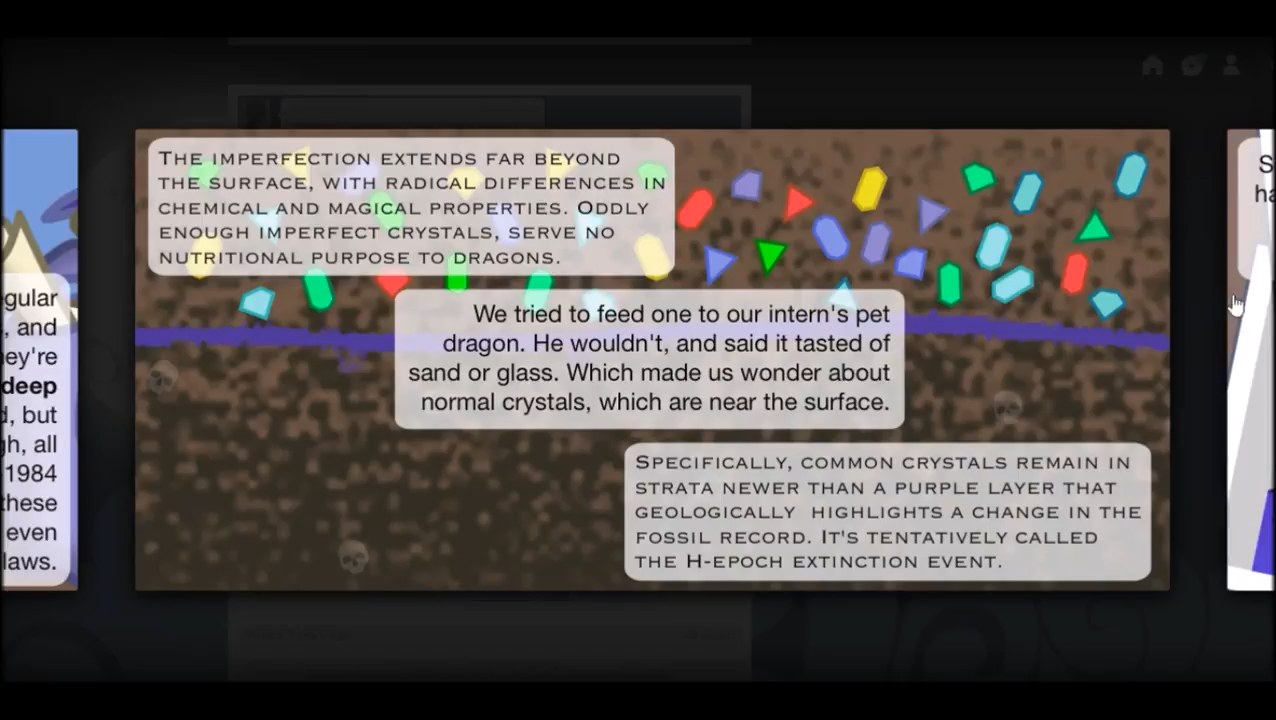 THE IMPERFECTION EXTENDS FAR BEYOND
THE SURFACE, WITH RADICAL DIFFERENCES IN
CHEMICAL AND MAGICAL PROPERTIES. ODDLY
ENOUGH IMPERFECT CRYSTALS, SERVE NO
NUTRITIONAL PURPOSE TO DRAGONS.
We tried to feed one to our intern's pet
dragon. He wouldn't, and said it tasted of
sand or glass. Which made us wonder about
normal crystals, which are near the surface.
SPECIFICALLY, COMMON CRYSTALS REMAIN IN
STRATA NEWER THAN A PURPLE LAYER THAT
GEOLOGICALLY HIGHLIGHTS A CHANGE IN THE
FOSSIL RECORD. IT'S TENTATIVELY CALLED
THE H-EPOCH EXTINCTION EVENT.
gular
, and
ney're
deep
d, but
gh, all
1984
these
even
laws.
S
ha